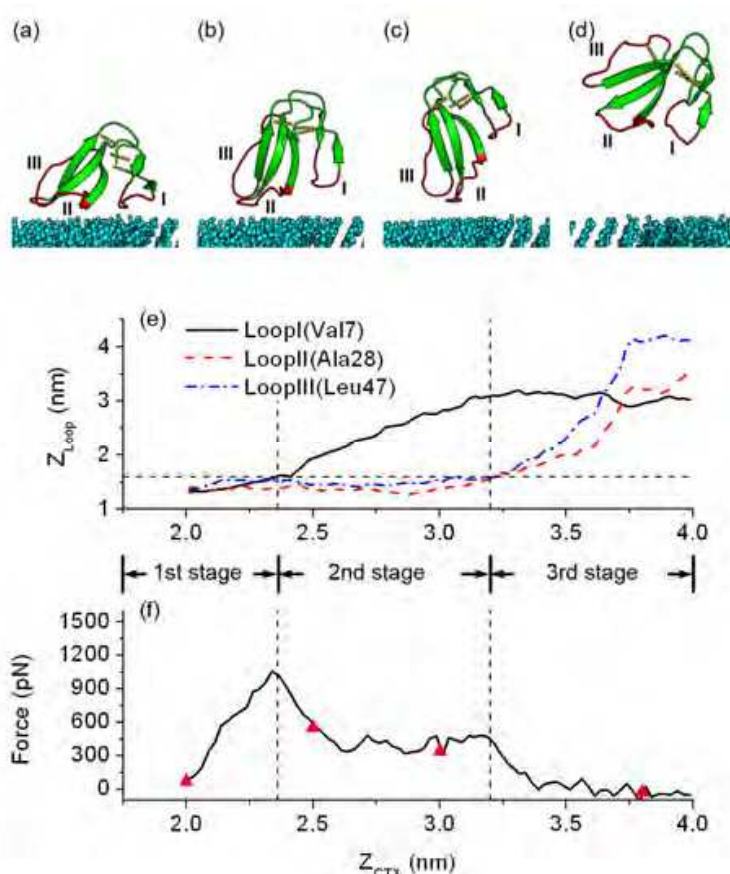 (a)
(b)
(c)
(d)
III
II
I
III
II
I
III
II
I
III
II
I
(e)
LoopI(Val7)
LoopII(Ala28)
LoopIII(Leu47)
Z_Loop (nm)
4
3
2
1
2.0 2.5 3.0 3.5 4.0
1st stage 2nd stage 3rd stage
(f)
Force (pN)
1500
1200
900
600
300
0
2.0 2.5 3.0 3.5 4.0
Z_CTX (nm)